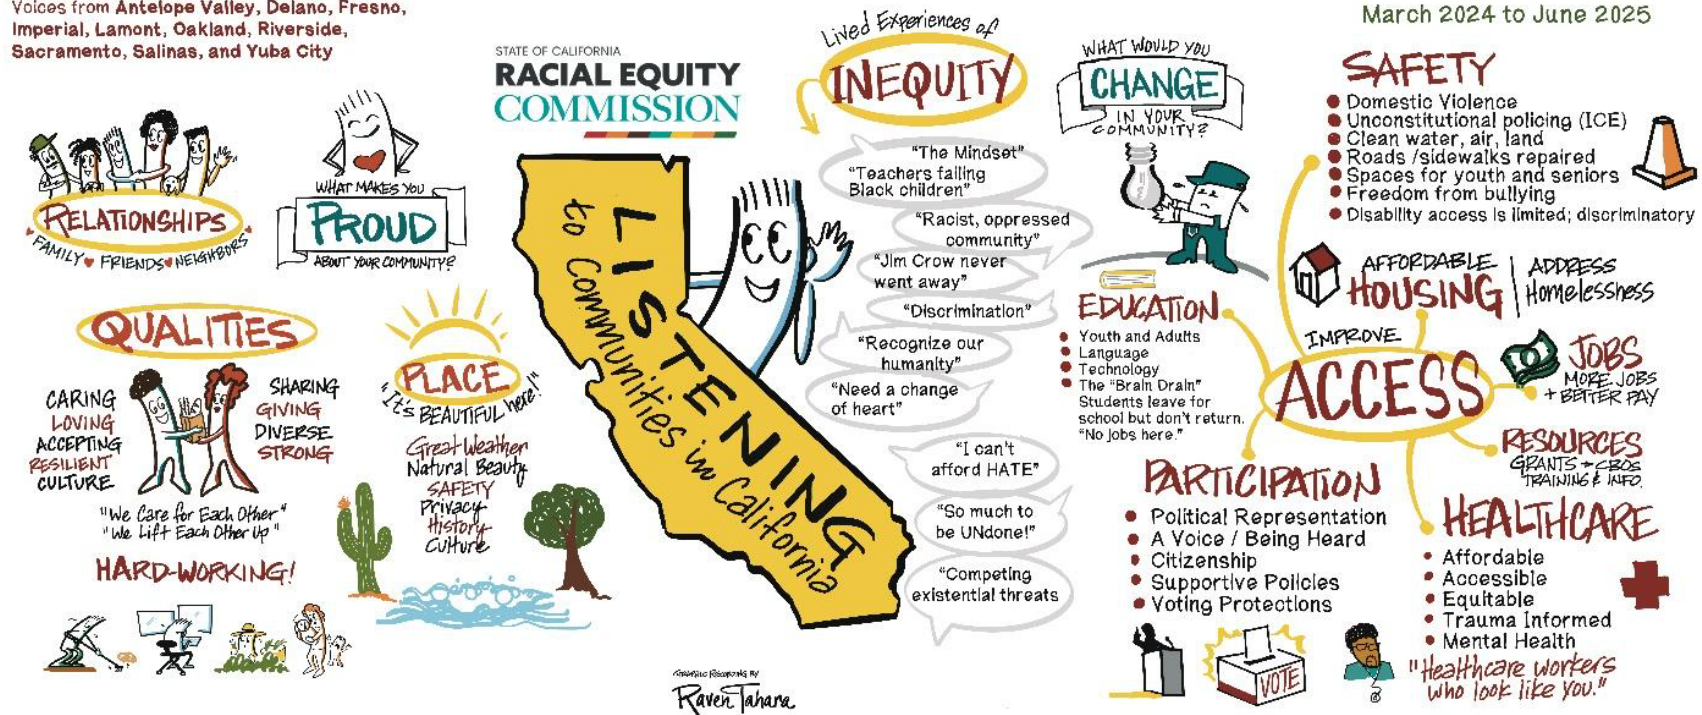 Voices from Antelope Valley, Delano, Fresno,
Imperial, Lamont, Oakland, Riverside,
Sacramento, Salinas, and Yuba City
RELATIONSHIPS
FAMILY FRIENDS NEIGHBORS
WHAT MAKES YOU
PROUD
ABOUT YOUR COMMUNITY?
QUALITIES
CARING
LOVING
ACCEPTING
RESILIENT
CULTURE
SHARING
GIVING
DIVERSE
STRONG
"We Care for Each Other"
"We Lift Each Other Up"
HARD-WORKING!
PLACE
"It's BEAUTIFUL here!"
Great Weather
Natural Beauty
SAFETY
Privacy
History
Culture
STATE OF CALIFORNIA
RACIAL EQUITY
COMMISSION
LISTENING
to Communities in California
GRAPHIC RECORDING BY
Raven Tahara
Lived Experiences of
INEQUITY
"The Mindset"
"Teachers failing
Black children"
"Racist, oppressed
community"
"Jim Crow never
went away"
"Discrimination"
"Recognize our
humanity"
"Need a change
of heart"
"I can't
afford HATE"
"So much to
be UNdone!"
"Competing
existential threats
WHAT WOULD YOU
CHANGE
IN YOUR
COMMUNITY?
March 2024 to June 2025
SAFETY
Domestic Violence
Unconstitutional policing (ICE)
Clean water, air, land
Roads /sidewalks repaired
Spaces for youth and seniors
Freedom from bullying
Disability access is limited; discriminatory
AFFORDABLE
HOUSING
ADDRESS
Homelessness
EDUCATION
Youth and Adults
Language
Technology
The "Brain Drain"
Students leave for
school but don't return.
"No jobs here."
IMPROVE
ACCESS
JOBS
MORE JOBS
+ BETTER PAY
RESOURCES
GRANTS + CBOS
TRAINING & INFO.
PARTICIPATION
Political Representation
A Voice / Being Heard
Citizenship
Supportive Policies
Voting Protections
VOTE
HEALTHCARE
Affordable
Accessible
Equitable
Trauma Informed
Mental Health
"Healthcare workers
who look like you."